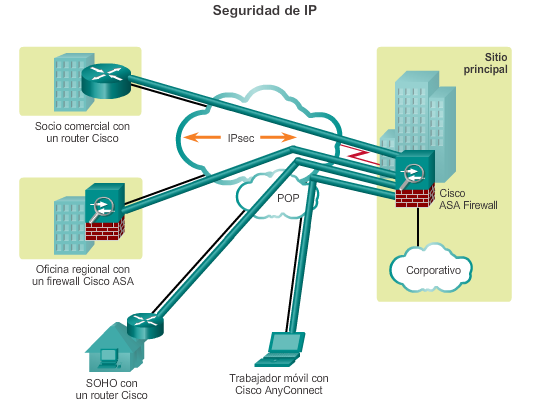 Seguridad de IP
Sitio
principal
Socio comercial con
un router Cisco
IPsec
POP
Cisco
ASA Firewall
Oficina regional con
un firewall Cisco ASA
Corporativo
SOHO con
un router Cisco
Trabajador móvil con
Cisco AnyConnect